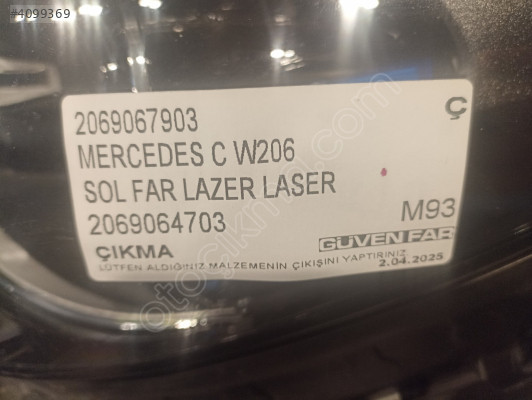 #4099369
2069067903
Ç
MERCEDES C W206
SOL FAR LAZER LASER
2069064703
M93
ÇIKMA
GÜVEN FAR
LÜTFEN ALDIĞINIZ MALZEMENİN ÇIKIŞINI YAPTIRINIZ
2.04.2025
otocikma.com